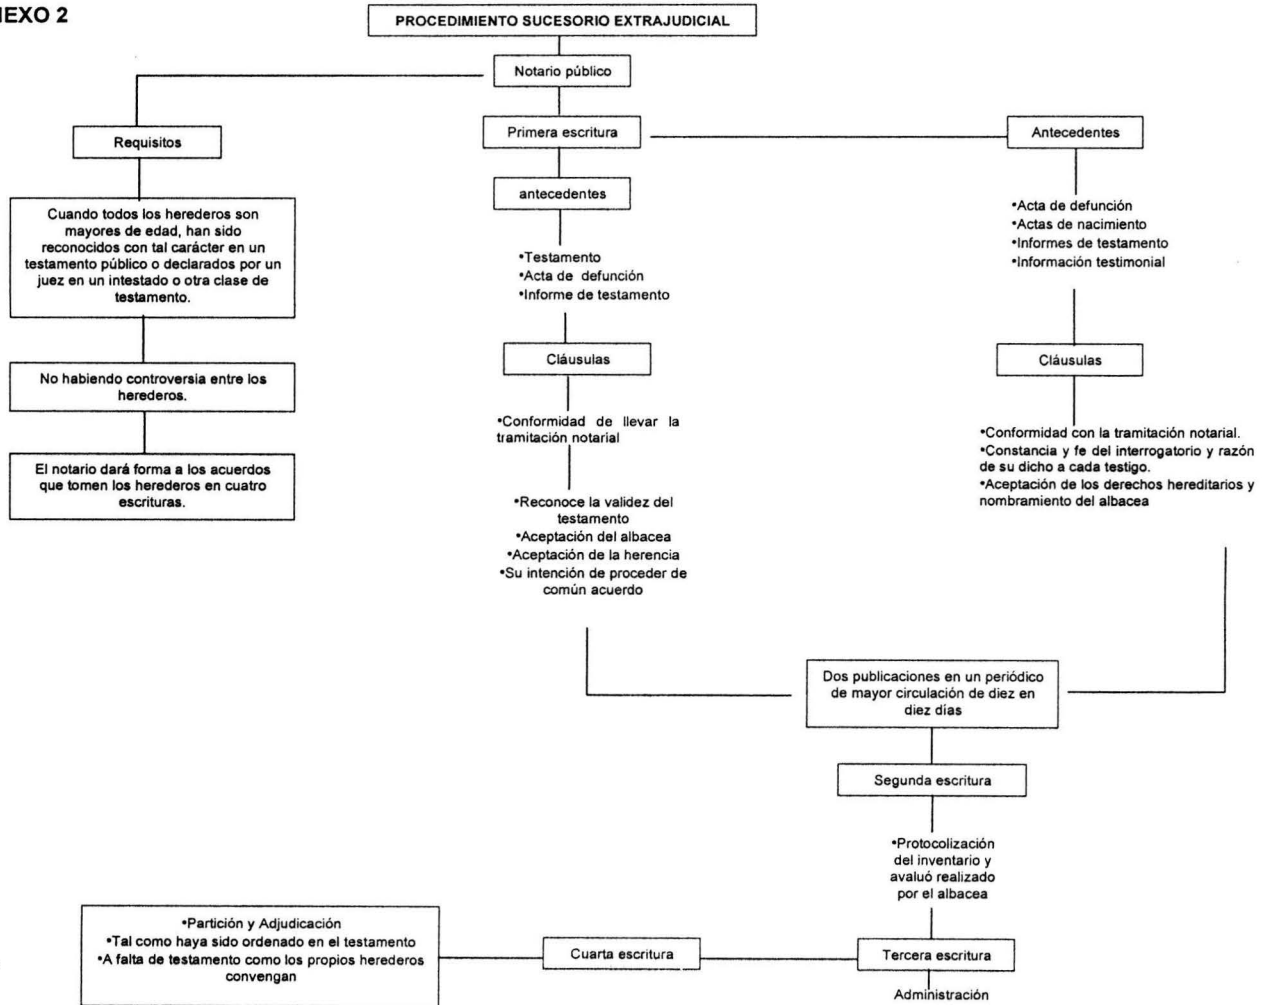 EXO 2
PROCEDIMIENTO SUCESORIO EXTRAJUDICIAL
Notario público
Requisitos
Cuando todos los herederos son
mayores de edad, han sido
reconocidos con tal carácter en un
testamento público o declarados por un
juez en un intestado o otra clase de
testamento.
No habiendo controversia entre los
herederos.
El notario dará forma a los acuerdos
que tomen los herederos en cuatro
escrituras.
Primera escritura
antecedentes
•Testamento
•Acta de defunción
•Informe de testamento
Cláusulas
•Conformidad de llevar la
tramitación notarial
•Reconoce la validez del
testamento
•Aceptación del albacea
•Aceptación de la herencia
•Su intención de proceder de
común acuerdo
Antecedentes
•Acta de defunción
•Actas de nacimiento
•Informes de testamento
•Información testimonial
Cláusulas
•Conformidad con la tramitación notarial.
•Constancia y fe del interrogatorio y razón
de su dicho a cada testigo.
•Aceptación de los derechos hereditarios y
nombramiento del albacea
Dos publicaciones en un periódico
de mayor circulación de diez en
diez días
Segunda escritura
•Protocolización
del inventario y
avaluó realizado
por el albacea
Tercera escritura
Administración
Cuarta escritura
•Partición y Adjudicación
•Tal como haya sido ordenado en el testamento
•A falta de testamento como los propios herederos
convengan